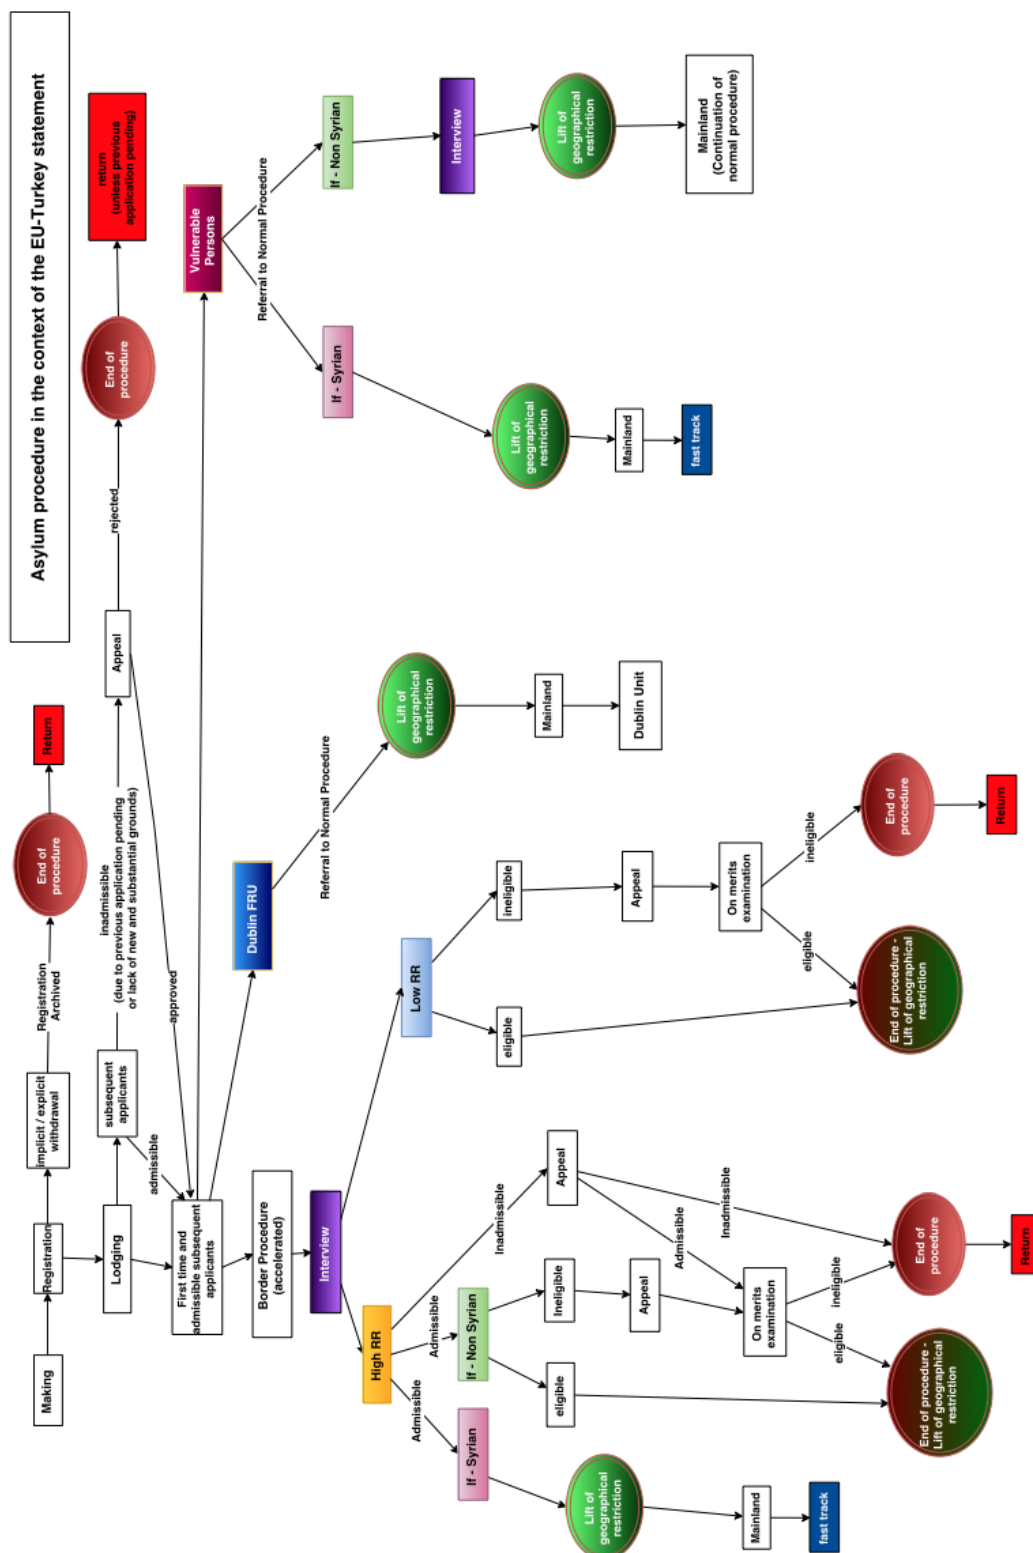 Asylum procedure in the context of the EU-Turkey statement
Making
Registration
implicit / explicit
withdrawal
Registration
Archived
End of
procedure
Return
Lodging
subsequent
applicants
inadmissible
(due to previous application pending
or lack of new and substantial grounds)
Appeal
rejected
End of
procedure
return
(unless previous
application pending)
admissible
approved
First time and
admissible subsequent
applicants
Vulnerable
Persons
Referral to Normal Procedure
If - Syrian
Lift of
geographical
restriction
Mainland
fast track
If - Non Syrian
Interview
Lift of
geographical
restriction
Mainland
(Continuation of
normal procedure)
Dublin FRU
Referral to Normal Procedure
Lift of
geographical
restriction
Mainland
Dublin Unit
Border Procedure
(accelerated)
Interview
High RR
Admissible
If - Syrian
Lift of
geographical
restriction
Mainland
fast track
Admissible
If - Non Syrian
eligible
Ineligible
Appeal
Inadmissible
Appeal
Admissible
Inadmissible
On merits
examination
eligible
ineligible
End of procedure -
Lift of geographical
restriction
End of
procedure
Return
Low RR
eligible
ineligible
Appeal
On merits
examination
eligible
ineligible
End of procedure -
Lift of geographical
restriction
End of
procedure
Return